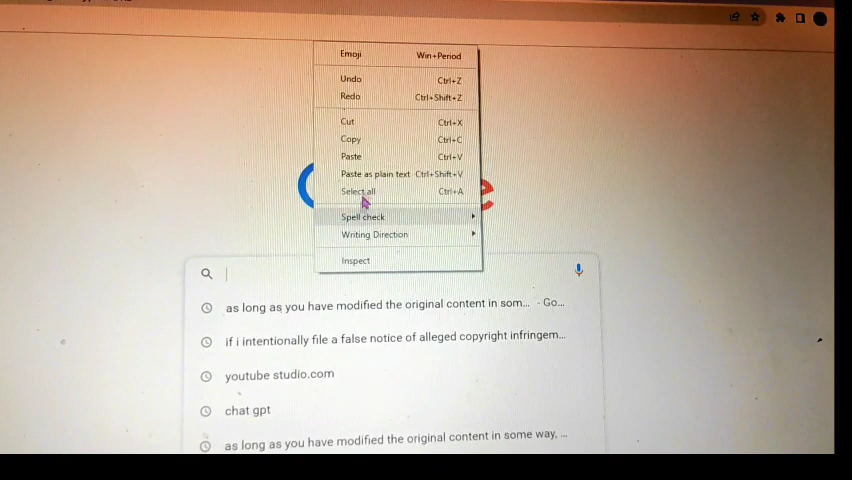 Emoji Win+Period
Undo Ctrl+Z
Redo Ctrl+Shift+Z
Cut Ctrl+X
Copy Ctrl+C
Paste Ctrl+V
Paste as plain text Ctrl+Shift+V
Select all Ctrl+A
Spell check
Writing Direction
Inspect
as long as you have modified the original content in som... - Go...
if i intentionally file a false notice of alleged copyright infringem...
youtube studio.com
chat gpt
as long as you have modified the original content in some way, ...